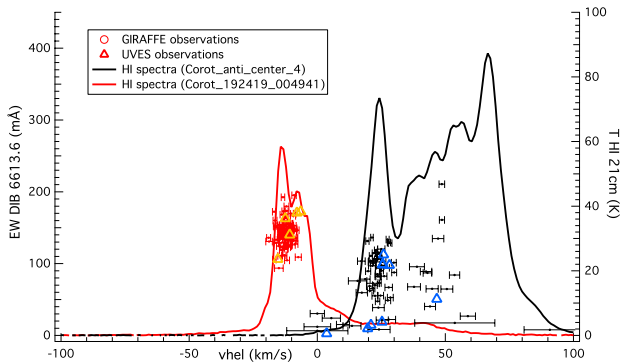 GIRAFFE observations
UVES observations
HI spectra (Corot_anti_center_4)
HI spectra (Corot_192419_004941)
EW DIB 6613.6 (mÅ)
400
300
200
100
0
T HI 21cm (K)
100
80
60
40
20
0
-100
-50
0
50
100
vhel (km/s)